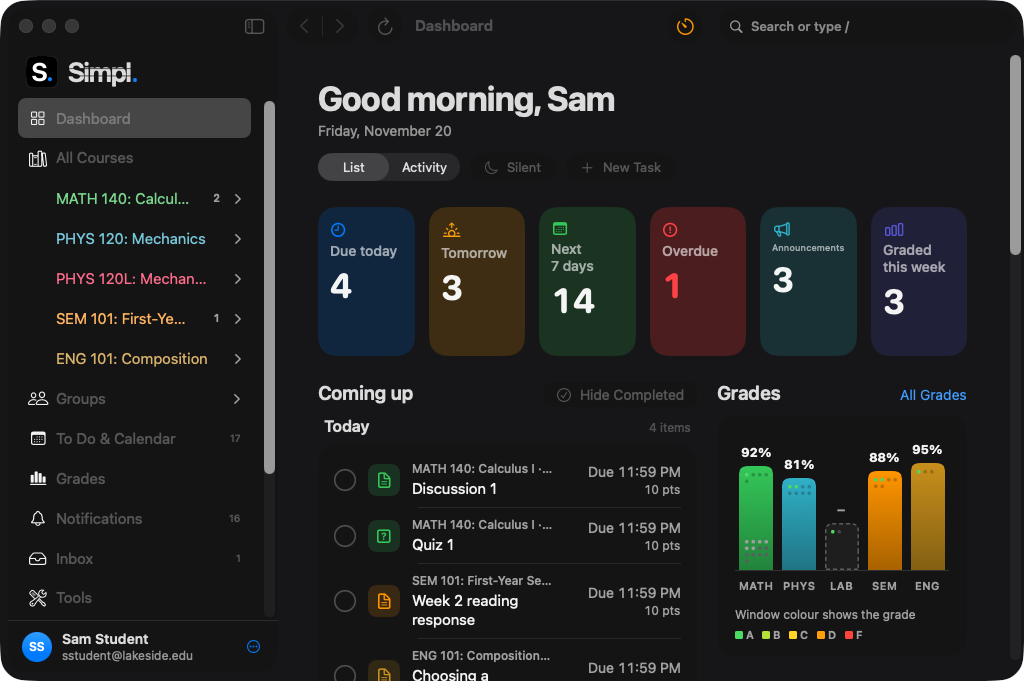 Dashboard
Search or type /
S.
Simpl.
Dashboard
All Courses
MATH 140: Calcul... 2
PHYS 120: Mechanics
PHYS 120L: Mechan...
SEM 101: First-Ye... 1
ENG 101: Composition
Groups
To Do & Calendar 17
Grades
Notifications 16
Inbox 1
Tools
SS
Sam Student
sstudent@lakeside.edu
Good morning, Sam
Friday, November 20
List Activity Silent + New Task
Due today
4
Tomorrow
3
Next
7 days
14
Overdue
1
Announcements
3
Graded
this week
3
Coming up
Hide Completed
Today
4 items
MATH 140: Calculus I ·...
Discussion 1
Due 11:59 PM
10 pts
MATH 140: Calculus I ·...
Quiz 1
Due 11:59 PM
10 pts
SEM 101: First-Year Se...
Week 2 reading
response
Due 11:59 PM
10 pts
ENG 101: Composition...
Choosing a
Due 11:59 PM
Grades
All Grades
92% 81% – 88% 95%
MATH PHYS LAB SEM ENG
Window colour shows the grade
A B C D F